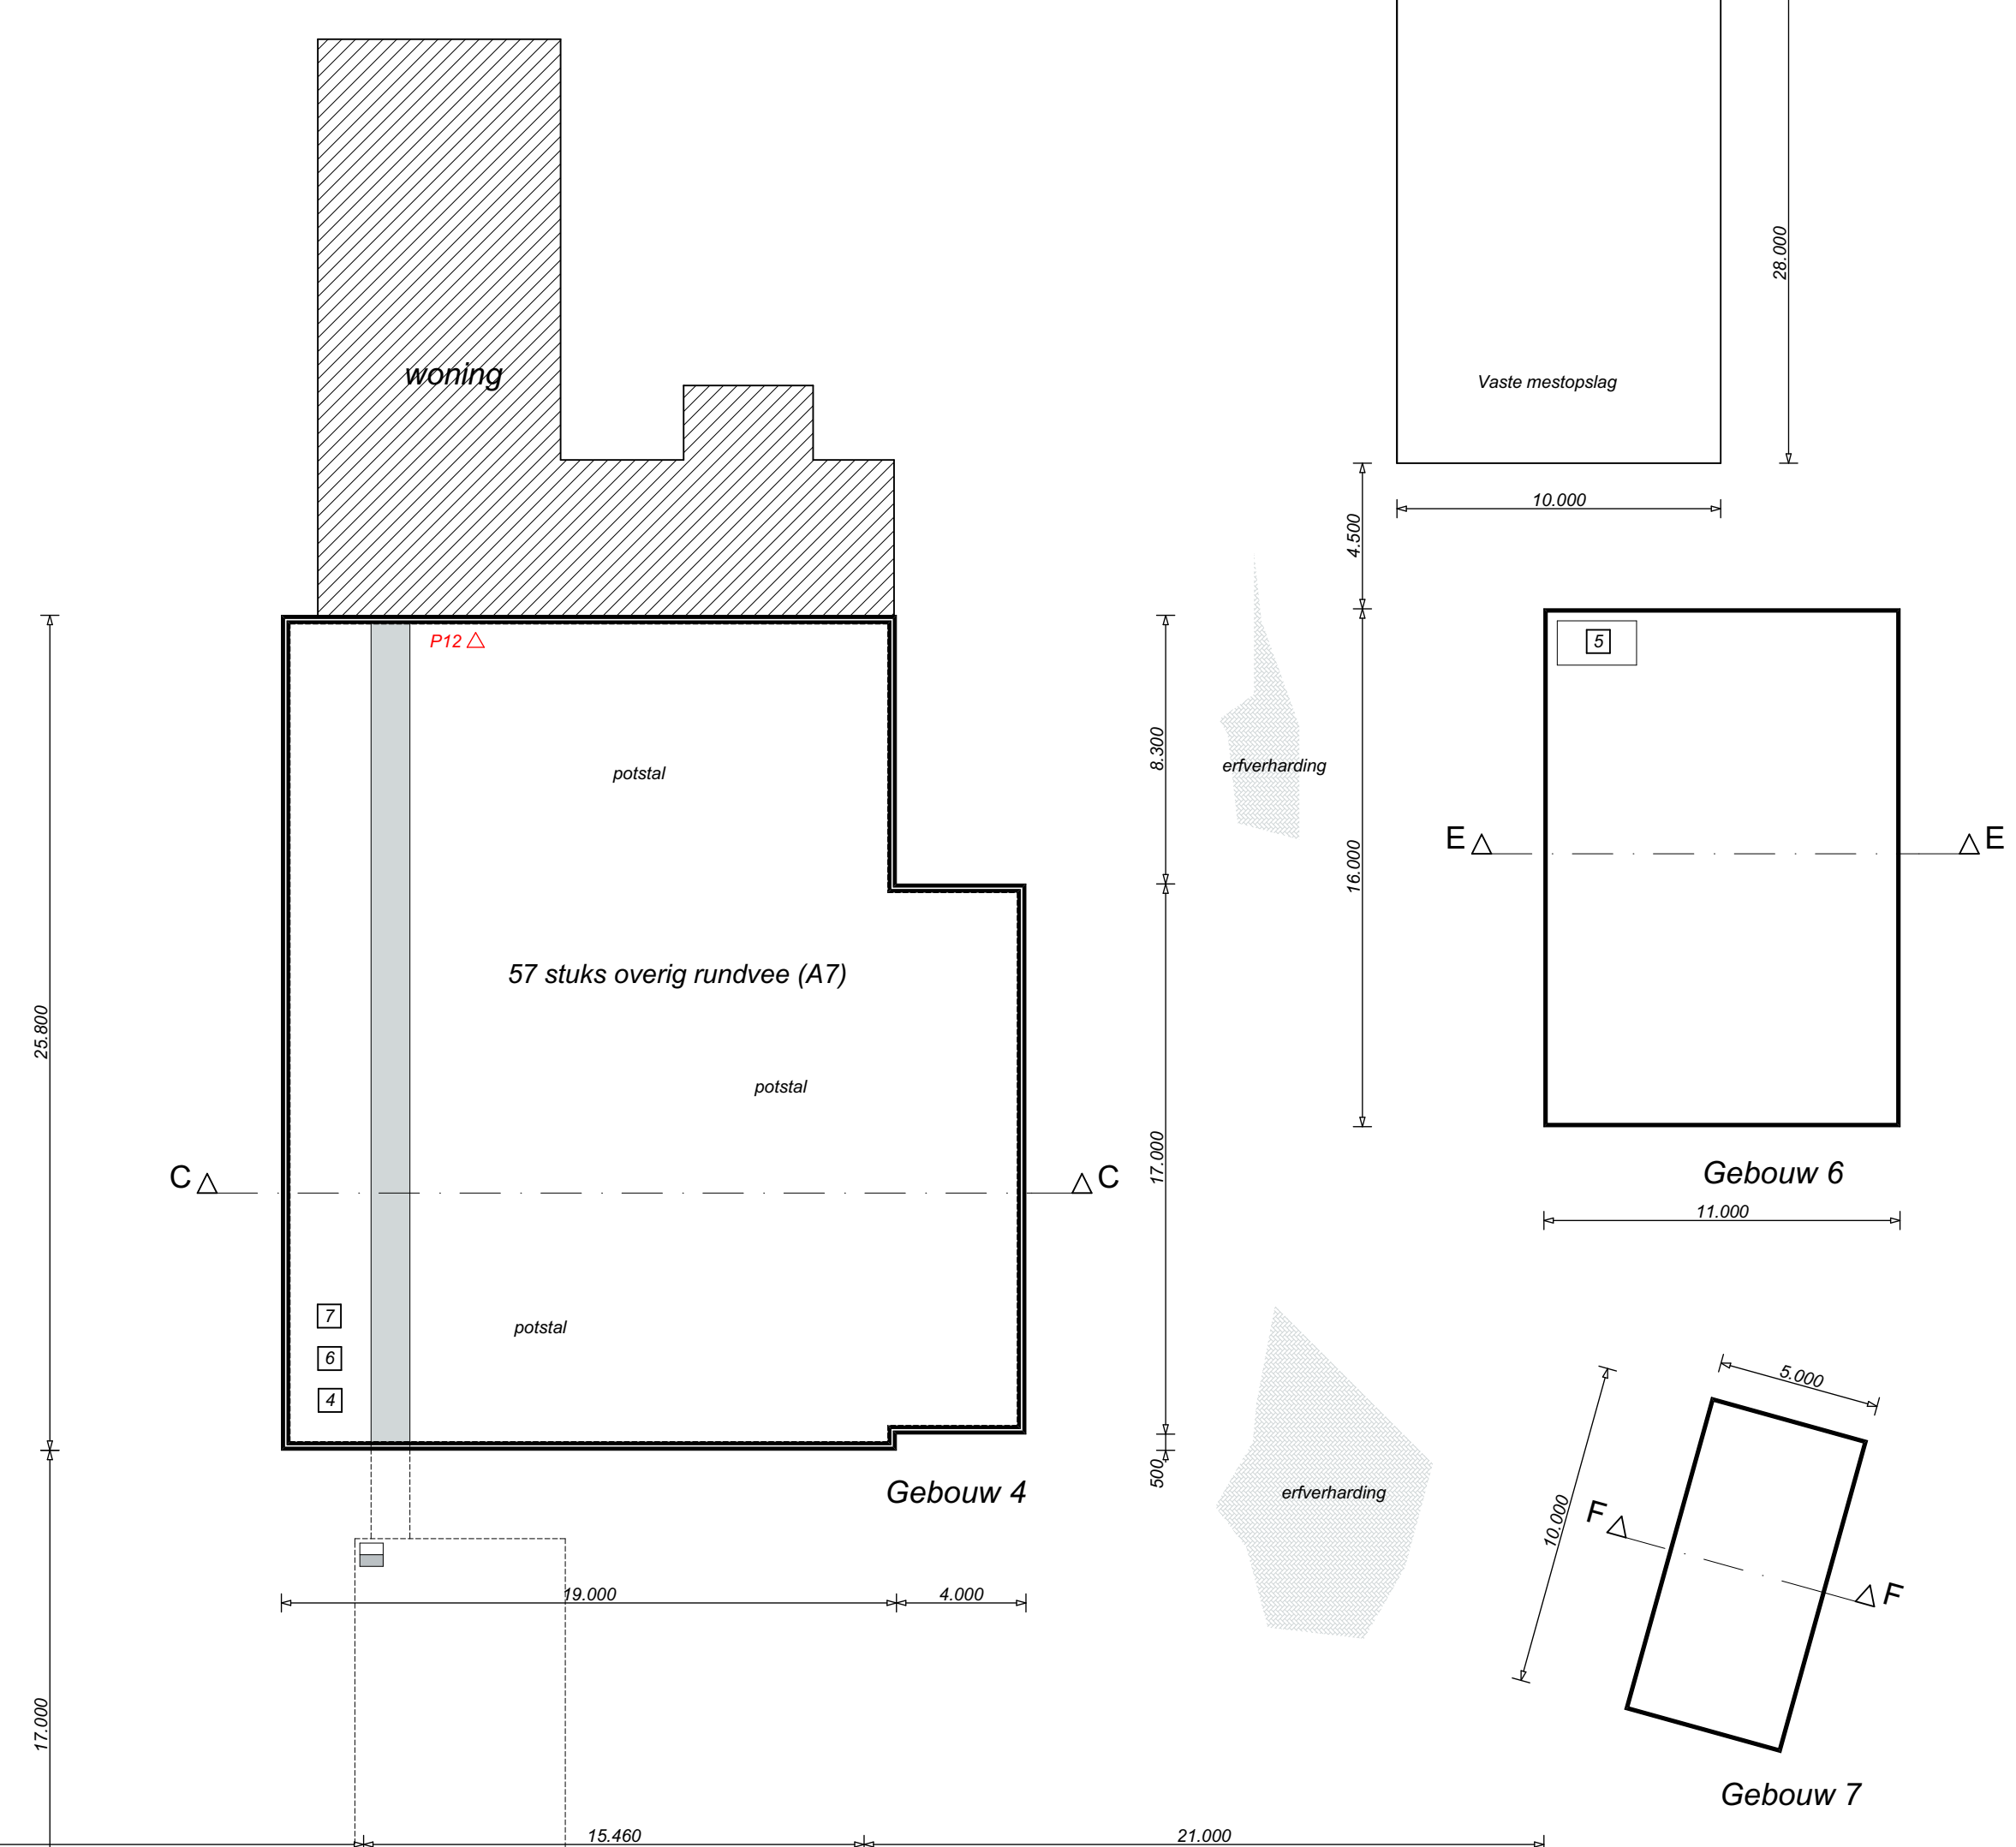 woning
Vaste mestopslag
28.000
10.000
4.500
P12
5
potstal
8.300
erfverharding
E
E
16.000
57 stuks overig rundvee (A7)
25.800
potstal
17.000
C
C
Gebouw 6
11.000
7
potstal
6
4
5.000
500
Gebouw 4
erfverharding
10.000
F
F
19.000
4.000
17.000
Gebouw 7
15.460
21.000